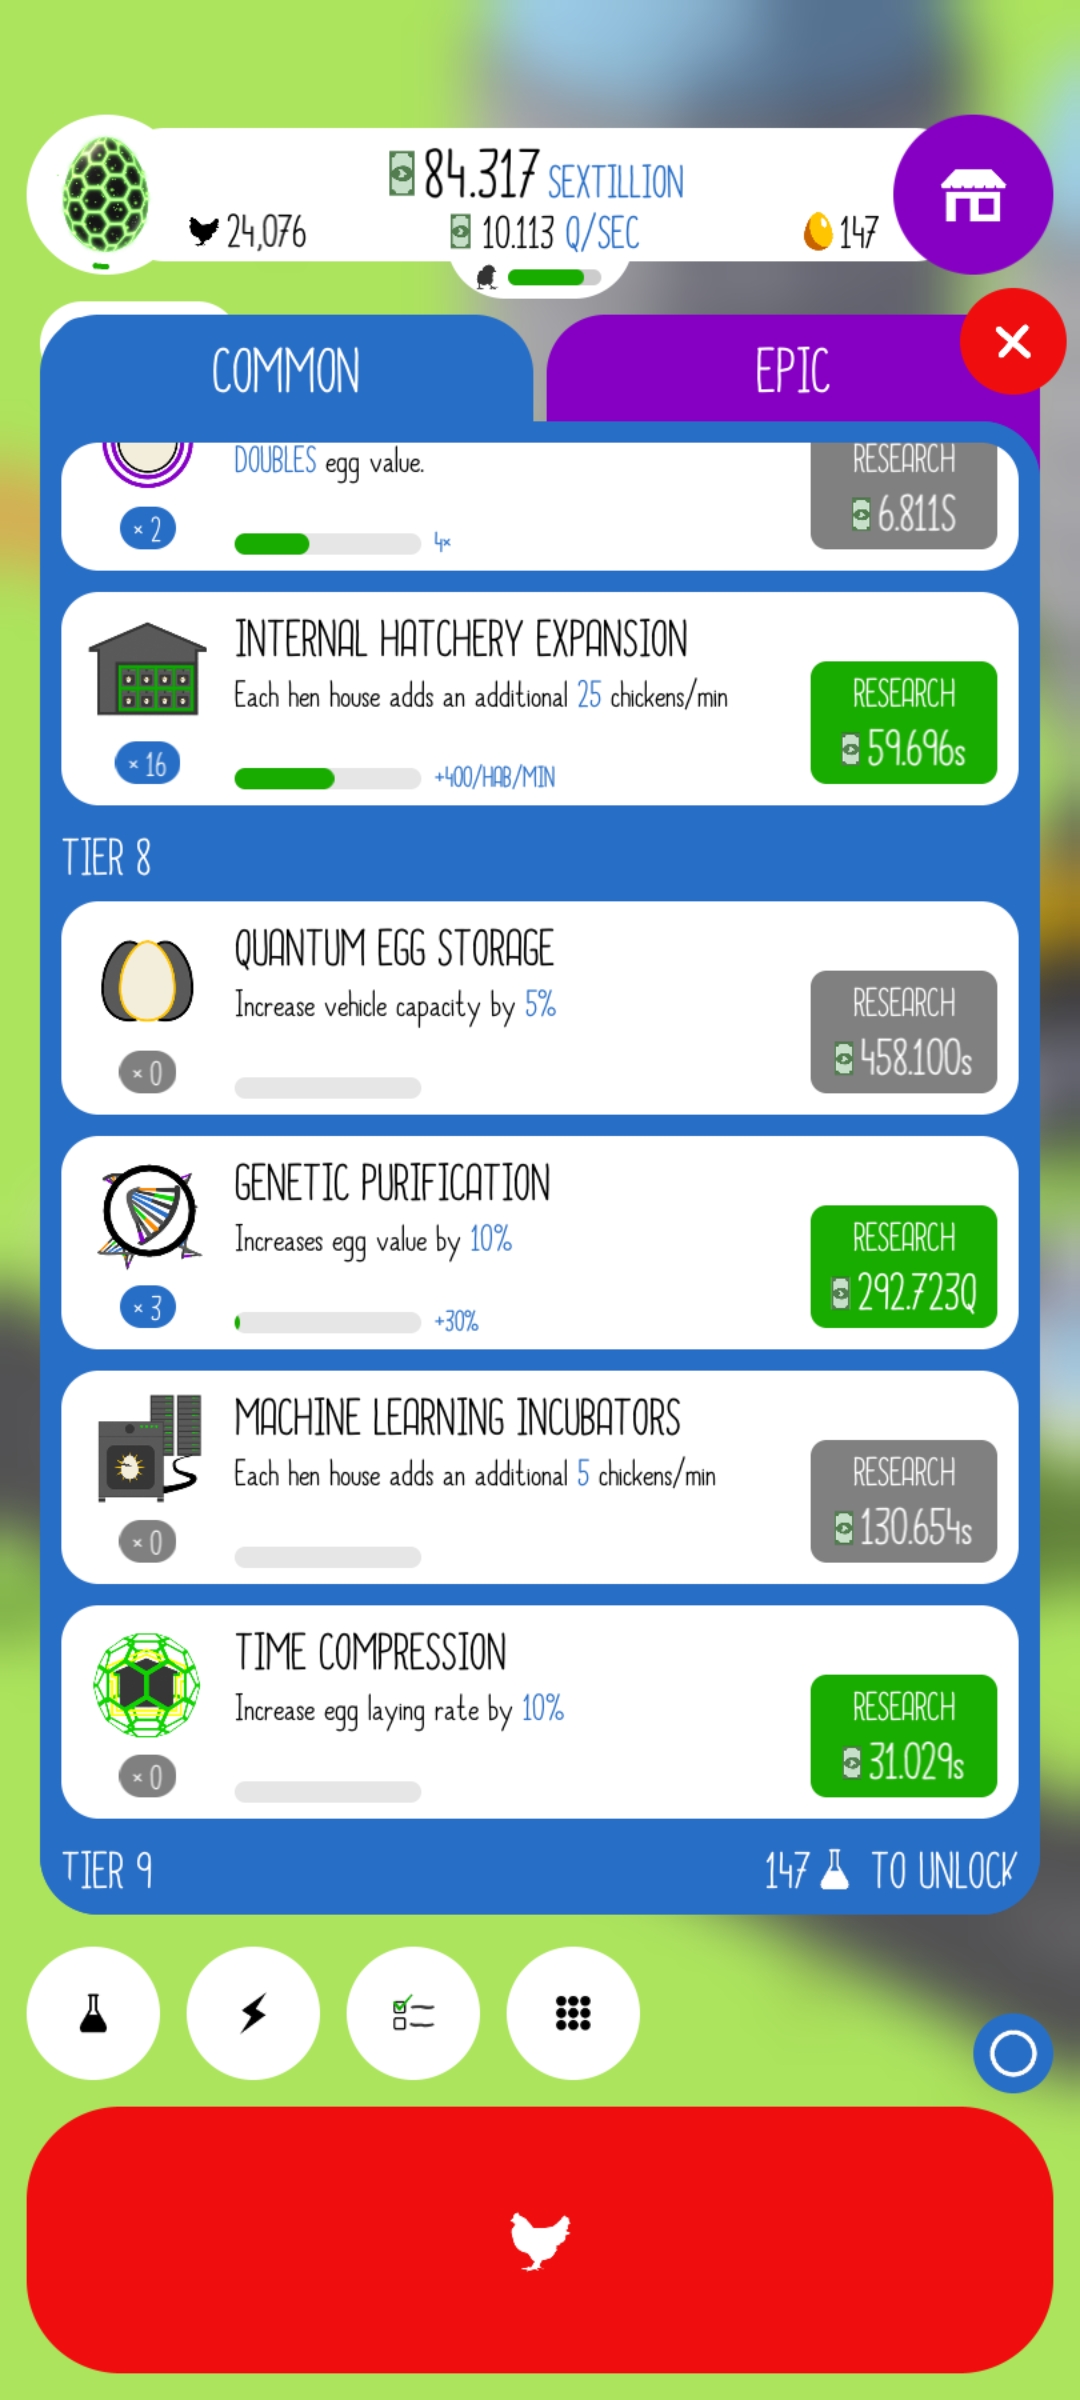 84.317 SEXTILLION
24,076
10.113 Q/SEC
147
COMMON
EPIC
DOUBLES egg value.
RESEARCH
6.811S
× 2
4×
INTERNAL HATCHERY EXPANSION
Each hen house adds an additional 25 chickens/min
RESEARCH
59.696s
× 16
+400/HAB/MIN
TIER 8
QUANTUM EGG STORAGE
Increase vehicle capacity by 5%
RESEARCH
458.100s
× 0
GENETIC PURIFICATION
Increases egg value by 10%
RESEARCH
292.723Q
× 3
+30%
MACHINE LEARNING INCUBATORS
Each hen house adds an additional 5 chickens/min
RESEARCH
130.654s
× 0
TIME COMPRESSION
Increase egg laying rate by 10%
RESEARCH
31.029s
× 0
TIER 9
147 TO UNLOCK